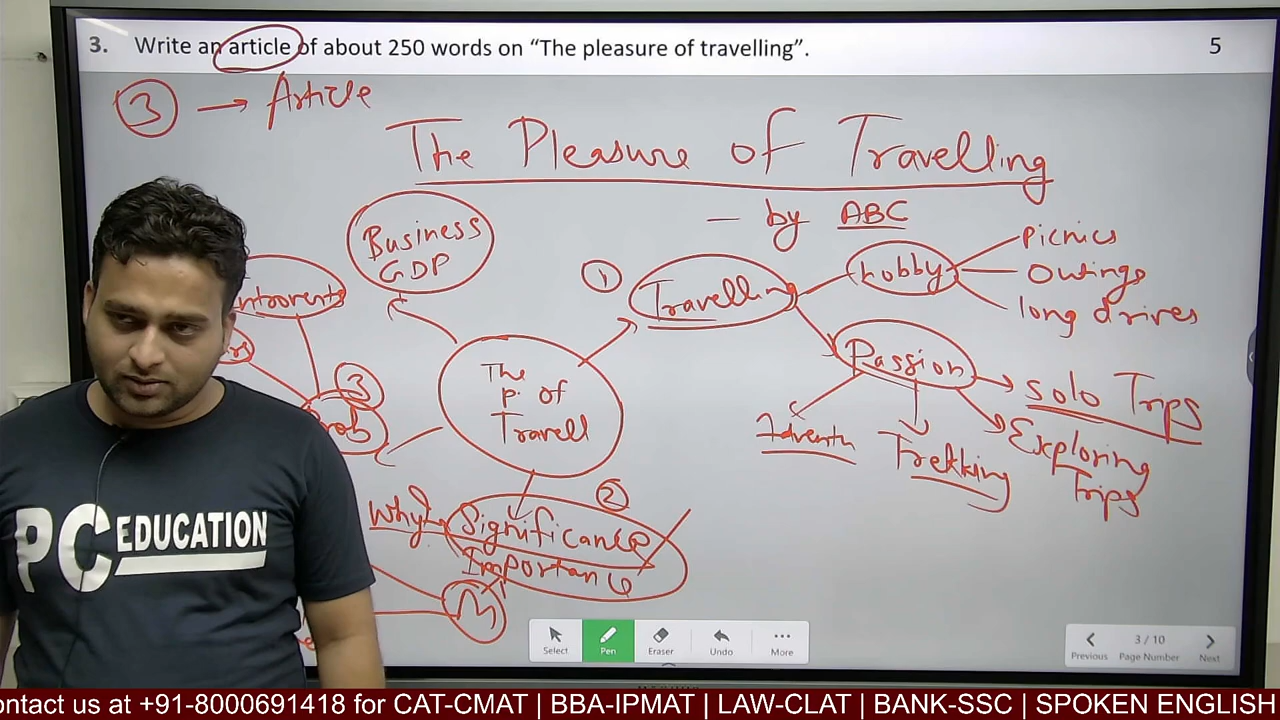 3. Write an article of about 250 words on “The pleasure of travelling”. 5
3 → Article
The Pleasure of Travelling
- by ABC
Business
GDP
ntroverts
1
Travelling
hobby
Picnics
Outings
long drives
Passion
Solo Trips
Exploring
Trips
Trekking
The
p. of
Travell
3
2
Why?
Significance
Importance
PC EDUCATION
Select
Pen
Eraser
Undo
More
Previous
3 / 10
Page Number
Next
ontact us at +91-8000691418 for CAT-CMAT | BBA-IPMAT | LAW-CLAT | BANK-SSC | SPOKEN ENGLISH